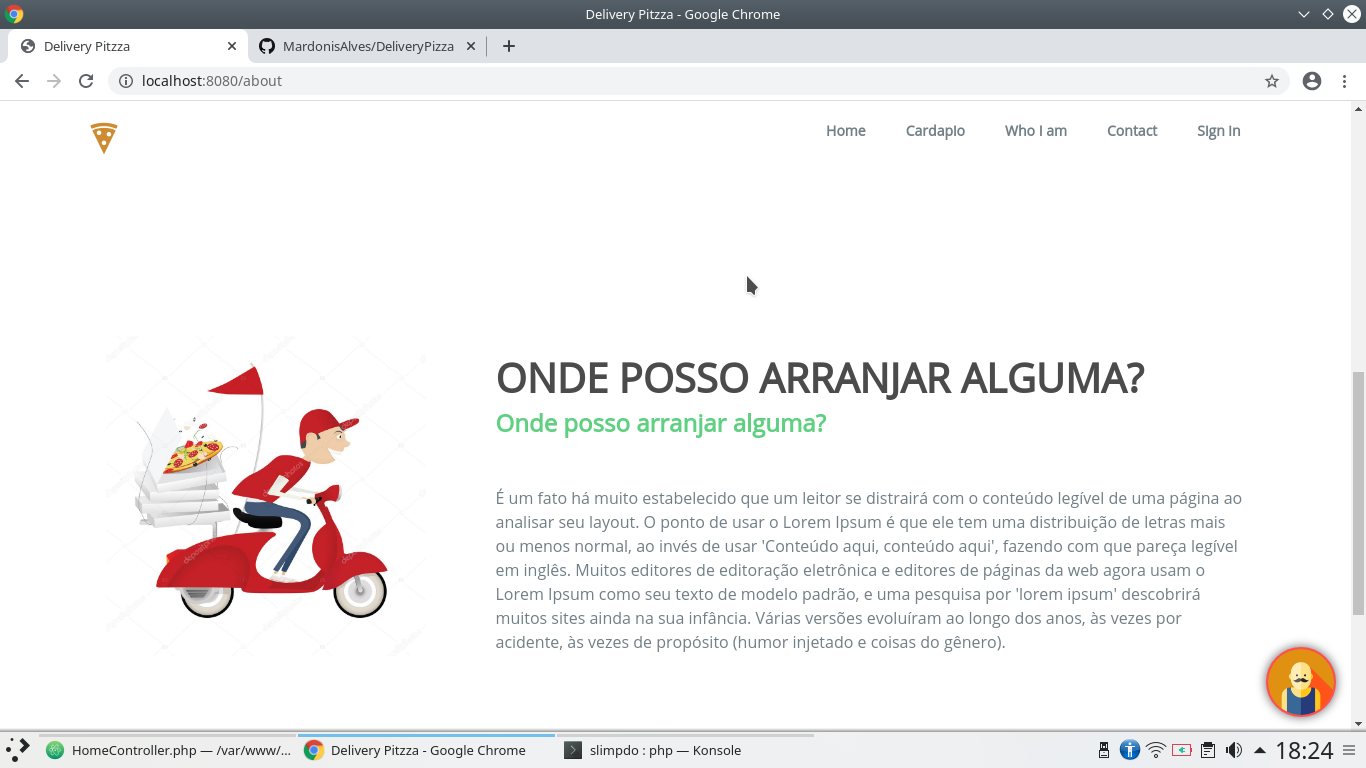 Delivery Pitzza - Google Chrome
Delivery Pitzza
MardonisAlves/DeliveryPizza
localhost:8080/about
Home
Cardapio
Who I am
Contact
Sign In
ONDE POSSO ARRANJAR ALGUMA?
Onde posso arranjar alguma?
É um fato há muito estabelecido que um leitor se distrairá com o conteúdo legível de uma página ao
analisar seu layout. O ponto de usar o Lorem Ipsum é que ele tem uma distribuição de letras mais
ou menos normal, ao invés de usar 'Conteúdo aqui, conteúdo aqui', fazendo com que pareça legível
em inglês. Muitos editores de editoração eletrônica e editores de páginas da web agora usam o
Lorem Ipsum como seu texto de modelo padrão, e uma pesquisa por 'lorem ipsum' descobrirá
muitos sites ainda na sua infância. Várias versões evoluíram ao longo dos anos, às vezes por
acidente, às vezes de propósito (humor injetado e coisas do gênero).
HomeController.php — /var/www/...
Delivery Pitzza - Google Chrome
slimpdo : php — Konsole
18:24